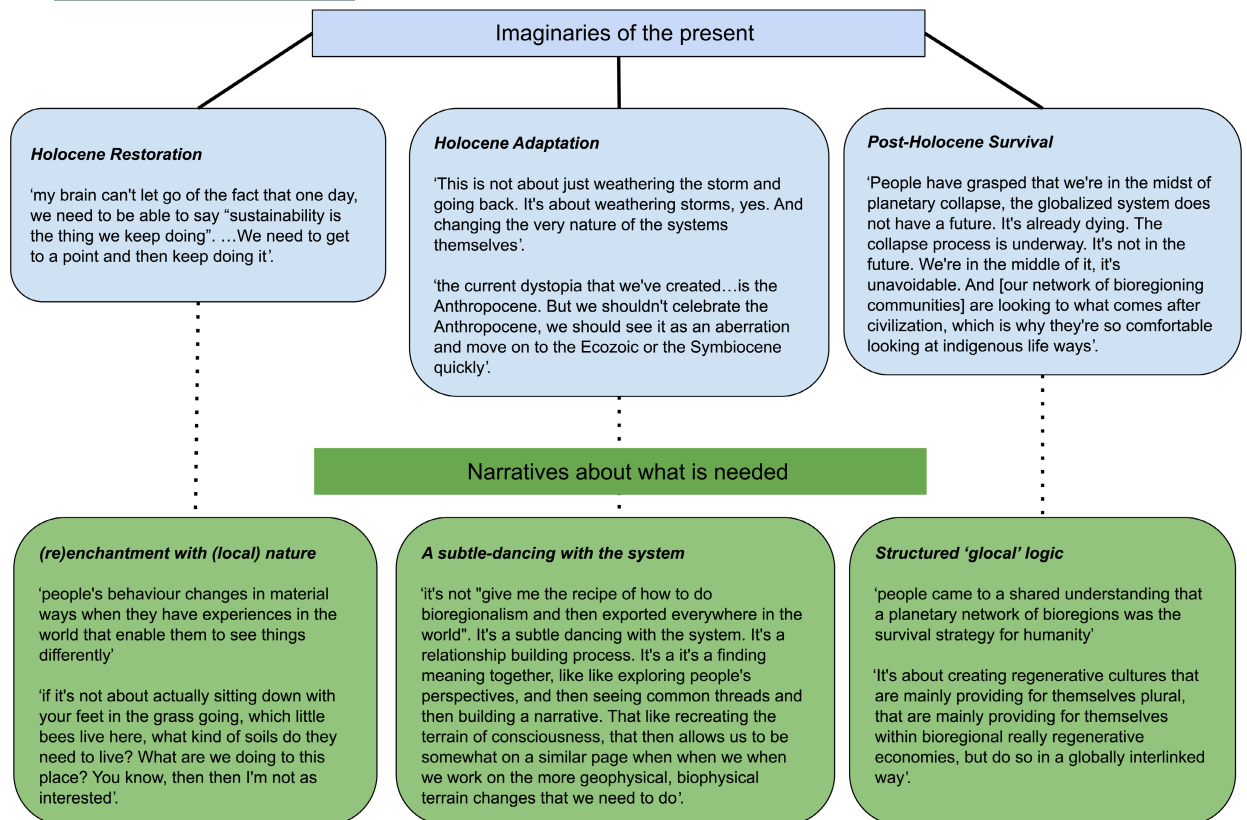 Imaginaries of the present
Holocene Restoration
‘my brain can't let go of the fact that one day,
we need to be able to say “sustainability is
the thing we keep doing”. …We need to get
to a point and then keep doing it’.
Holocene Adaptation
‘This is not about just weathering the storm and
going back. It's about weathering storms, yes. And
changing the very nature of the systems
themselves’.
‘the current dystopia that we've created…is the
Anthropocene. But we shouldn't celebrate the
Anthropocene, we should see it as an aberration
and move on to the Ecozoic or the Symbiocene
quickly’.
Post-Holocene Survival
‘People have grasped that we're in the midst of
planetary collapse, the globalized system does
not have a future. It's already dying. The
collapse process is underway. It's not in the
future. We're in the middle of it, it's
unavoidable. And [our network of bioregioning
communities] are looking to what comes after
civilization, which is why they're so comfortable
looking at indigenous life ways’.
Narratives about what is needed
(re)enchantment with (local) nature
‘people's behaviour changes in material
ways when they have experiences in the
world that enable them to see things
differently’
‘if it's not about actually sitting down with
your feet in the grass going, which little
bees live here, what kind of soils do they
need to live? What are we doing to this
place? You know, then then I'm not as
interested’.
A subtle-dancing with the system
‘it's not "give me the recipe of how to do
bioregionalism and then exported everywhere in the
world". It's a subtle dancing with the system. It's a
relationship building process. It's a it's a finding
meaning together, like like exploring people's
perspectives, and then seeing common threads and
then building a narrative. That like recreating the
terrain of consciousness, that then allows us to be
somewhat on a similar page when when we when
we work on the more geophysical, biophysical
terrain changes that we need to do’.
Structured ‘glocal’ logic
‘people came to a shared understanding that
a planetary network of bioregions was the
survival strategy for humanity’
‘It's about creating regenerative cultures that
are mainly providing for themselves plural,
that are mainly providing for themselves
within bioregional really regenerative
economies, but do so in a globally interlinked
way’.